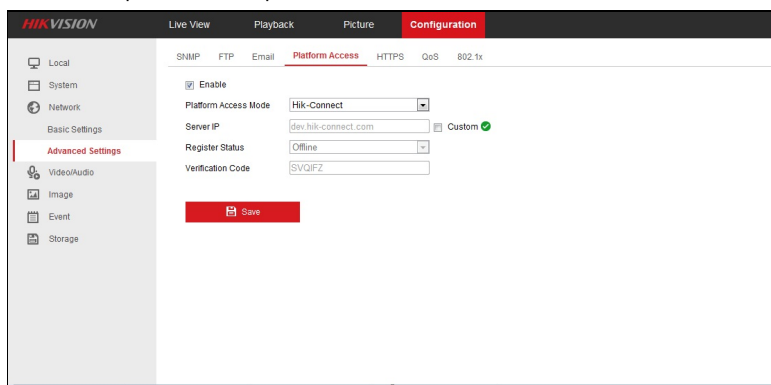 HIKVISION Live View Playback Picture Configuration
SNMP FTP Email Platform Access HTTPS QoS 802.1x
Local
System
Network
Basic Settings
Advanced Settings
Video/Audio
Image
Event
Storage
Enable
Platform Access Mode Hik-Connect
Server IP dev.hik-connect.com Custom
Register Status Offline
Verification Code SVQIFZ
Save